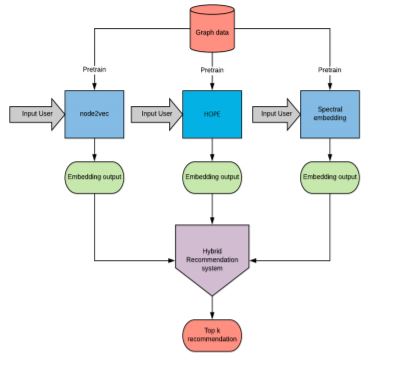 Graph data
Pretrain
Pretrain
Pretrain
Input User
node2vec
Input User
HOPE
Input User
Spectral
embedding
Embedding output
Embedding output
Embedding output
Hybrid
Recommendation
system
Top k
recommendation